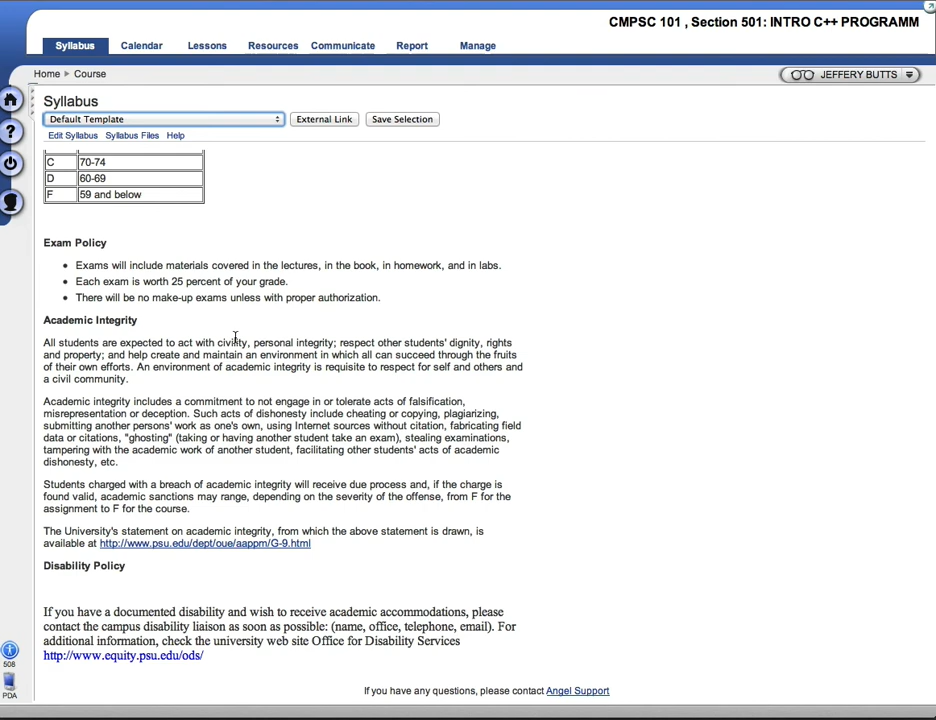 CMPSC 101 , Section 501: INTRO C++ PROGRAMM
Syllabus Calendar Lessons Resources Communicate Report Manage
Home Course
JEFFERY BUTTS
Syllabus
Default Template External Link Save Selection
Edit Syllabus Syllabus Files Help
C 70-74
D 60-69
F 59 and below
Exam Policy
• Exams will include materials covered in the lectures, in the book, in homework, and in labs.
• Each exam is worth 25 percent of your grade.
• There will be no make-up exams unless with proper authorization.
Academic Integrity
All students are expected to act with civility, personal integrity; respect other students' dignity, rights
and property; and help create and maintain an environment in which all can succeed through the fruits
of their own efforts. An environment of academic integrity is requisite to respect for self and others and
a civil community.
Academic integrity includes a commitment to not engage in or tolerate acts of falsification,
misrepresentation or deception. Such acts of dishonesty include cheating or copying, plagiarizing,
submitting another persons' work as one's own, using Internet sources without citation, fabricating field
data or citations, "ghosting" (taking or having another student take an exam), stealing examinations,
tampering with the academic work of another student, facilitating other students' acts of academic
dishonesty, etc.
Students charged with a breach of academic integrity will receive due process and, if the charge is
found valid, academic sanctions may range, depending on the severity of the offense, from F for the
assignment to F for the course.
The University's statement on academic integrity, from which the above statement is drawn, is
available at http://www.psu.edu/dept/oue/aappm/G-9.html
Disability Policy
If you have a documented disability and wish to receive academic accommodations, please
contact the campus disability liaison as soon as possible: (name, office, telephone, email). For
additional information, check the university web site Office for Disability Services
http://www.equity.psu.edu/ods/
508
PDA
If you have any questions, please contact Angel Support